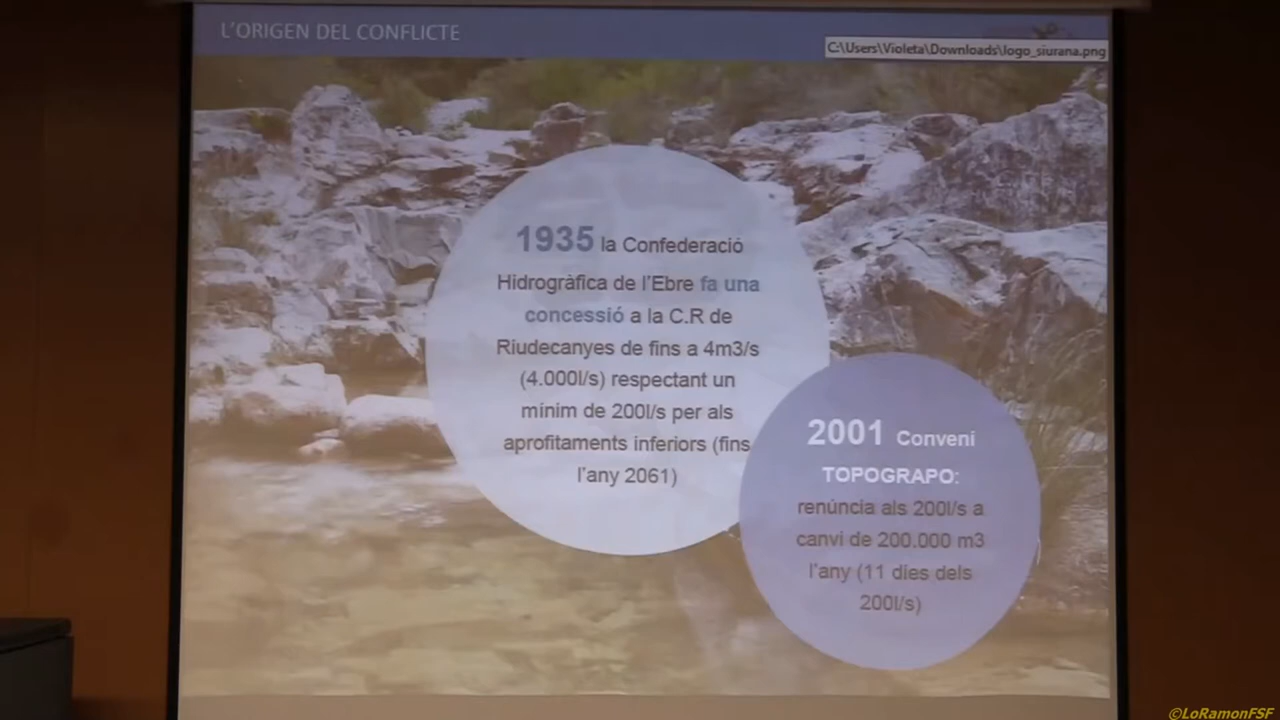 L'ORIGEN DEL CONFLICTE
C:\Users\Violeta\Downloads\logo_siurana.png
1935 la Confederació
Hidrogràfica de l'Ebre fa una
concessió a la C.R de
Riudecanyes de fins a 4m3/s
(4.000l/s) respectant un
mínim de 200l/s per als
aprofitaments inferiors (fins
l'any 2061)
2001 Conveni
TOPOGRAPO:
renúncia als 200l/s a
canvi de 200.000 m3
l'any (11 dies dels
200l/s)
©LoRamonFSF